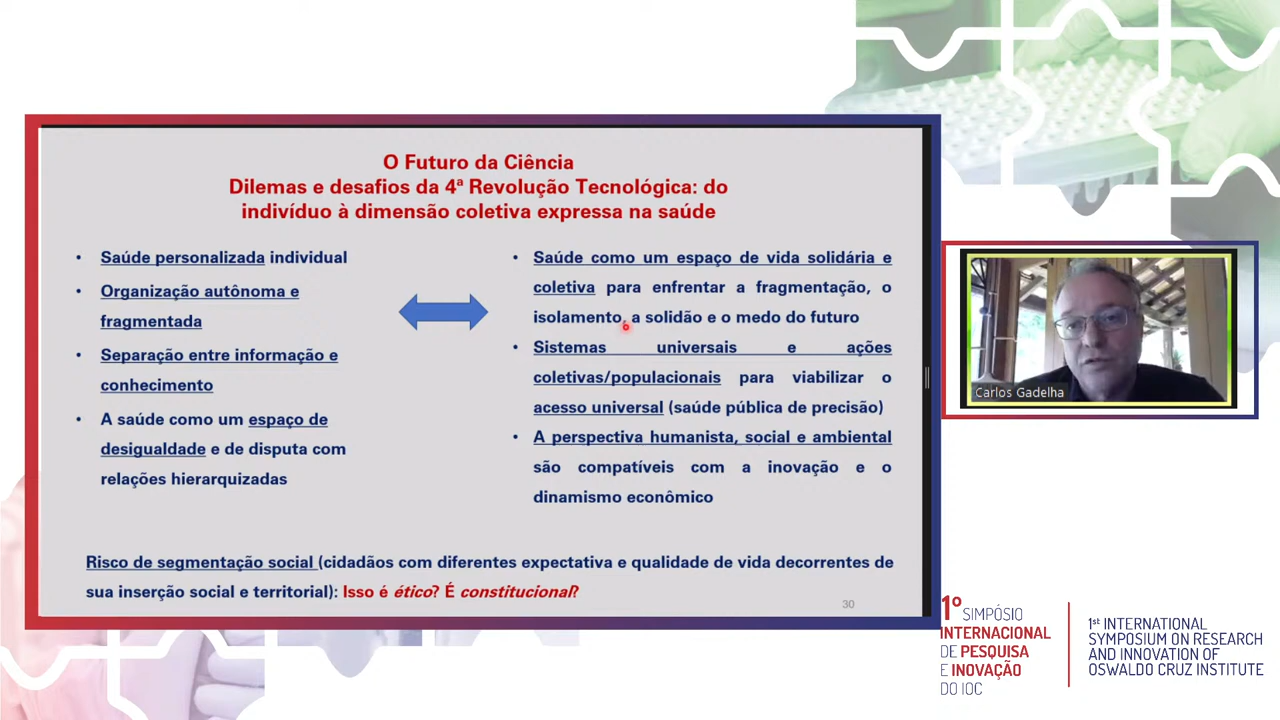 O Futuro da Ciência
Dilemas e desafios da 4ª Revolução Tecnológica: do
indivíduo à dimensão coletiva expressa na saúde
• Saúde personalizada individual
• Organização autônoma e
fragmentada
• Separação entre informação e
conhecimento
• A saúde como um espaço de
desigualdade e de disputa com
relações hierarquizadas
• Saúde como um espaço de vida solidária e
coletiva para enfrentar a fragmentação, o
isolamento, a solidão e o medo do futuro
• Sistemas universais e ações
coletivas/populacionais para viabilizar o
acesso universal (saúde pública de precisão)
• A perspectiva humanista, social e ambiental
são compatíveis com a inovação e o
dinamismo econômico
Risco de segmentação social (cidadãos com diferentes expectativa e qualidade de vida decorrentes de
sua inserção social e territorial): Isso é ético? É constitucional?
30
Carlos Gadelha
1º SIMPÓSIO
INTERNACIONAL
DE PESQUISA
E INOVAÇÃO
DO IOC
1st INTERNATIONAL
SYMPOSIUM ON RESEARCH
AND INNOVATION OF
OSWALDO CRUZ INSTITUTE